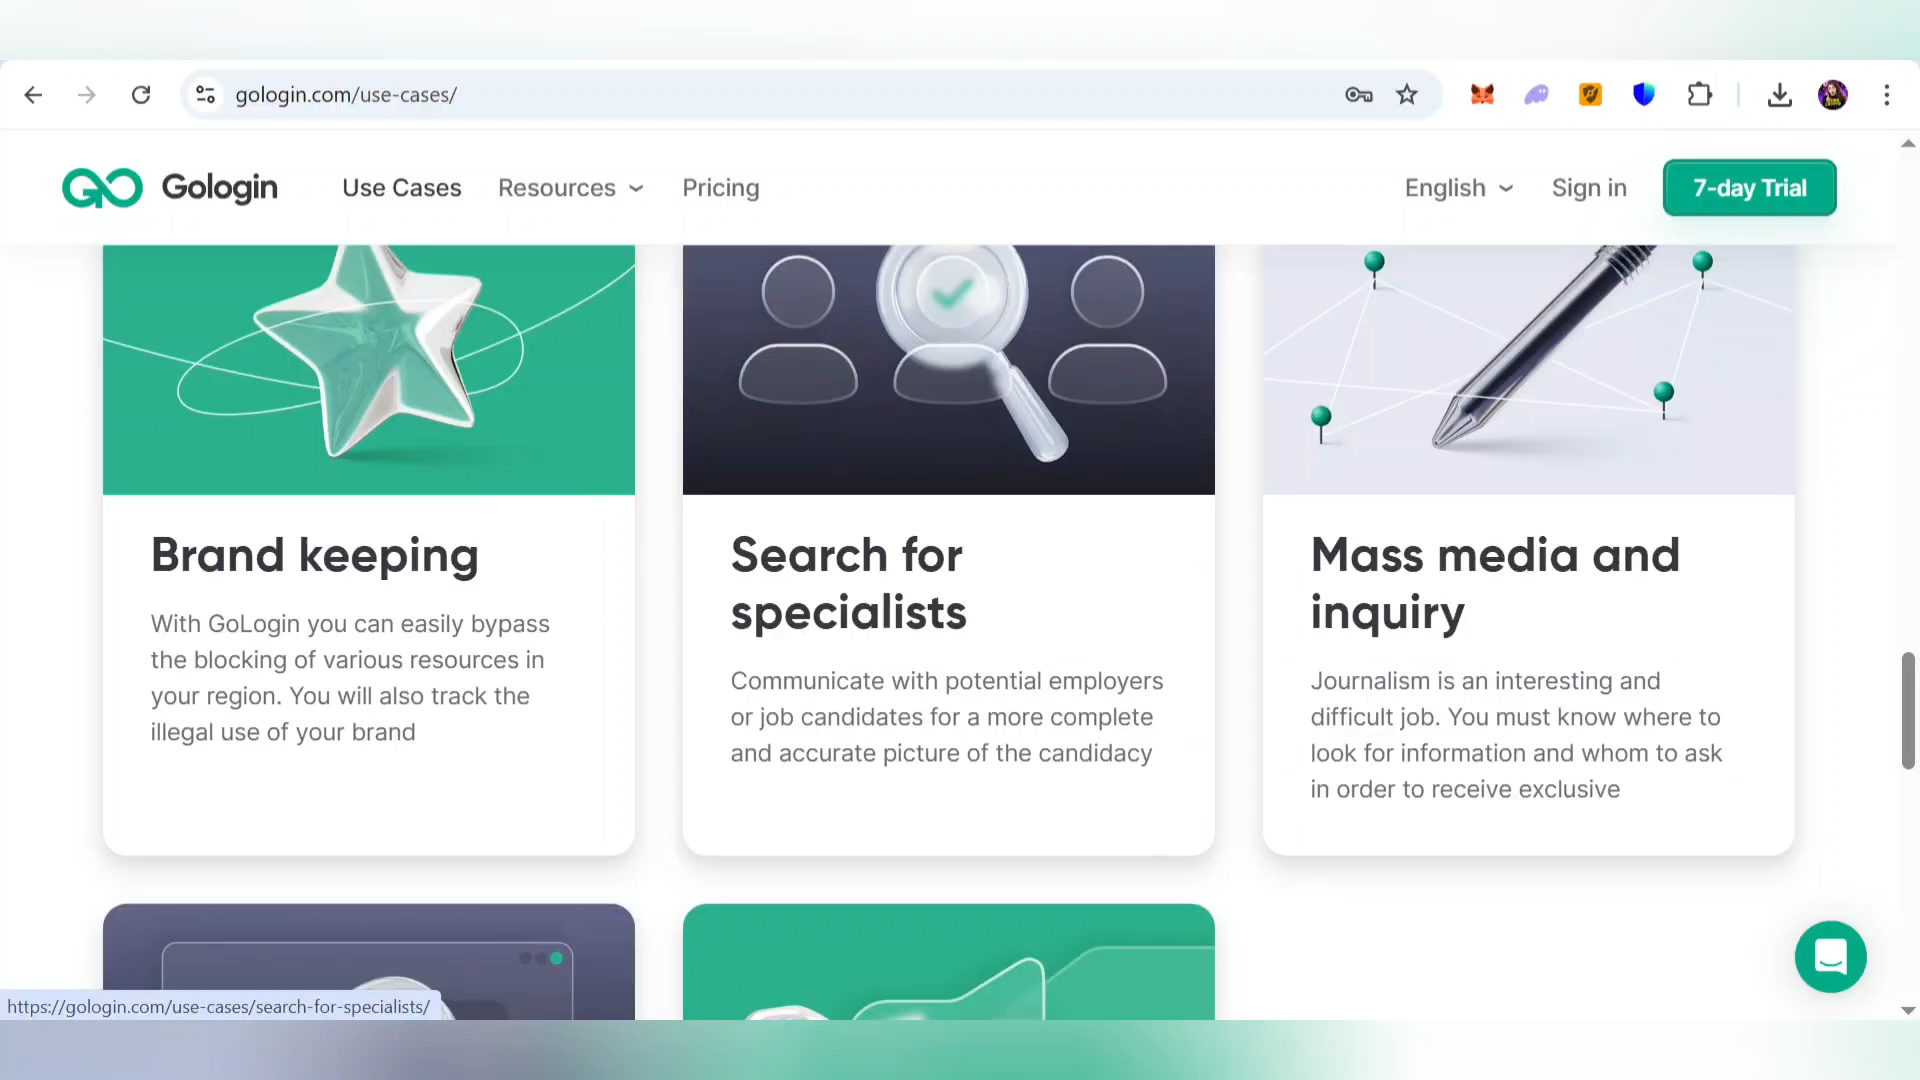 gologin.com/use-cases/
Gologin
Use Cases
Resources
Pricing
English
Sign in
7-day Trial
Brand keeping
With GoLogin you can easily bypass
the blocking of various resources in
your region. You will also track the
illegal use of your brand
Search for
specialists
Communicate with potential employers
or job candidates for a more complete
and accurate picture of the candidacy
Mass media and
inquiry
Journalism is an interesting and
difficult job. You must know where to
look for information and whom to ask
in order to receive exclusive
https://gologin.com/use-cases/search-for-specialists/